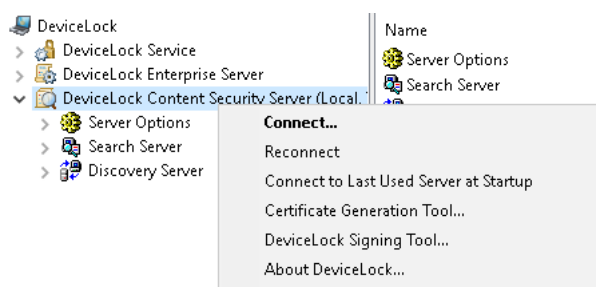 DeviceLock
DeviceLock Service
DeviceLock Enterprise Server
DeviceLock Content Security Server (Local,
Server Options
Search Server
Discovery Server
Name
Server Options
Search Server
Connect...
Reconnect
Connect to Last Used Server at Startup
Certificate Generation Tool...
DeviceLock Signing Tool...
About DeviceLock...